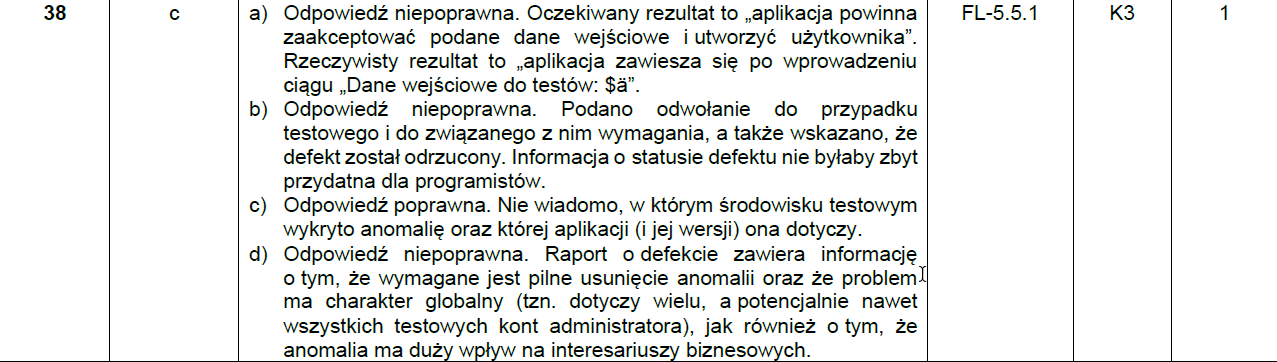 38 c a) Odpowiedź niepoprawna. Oczekiwany rezultat to „aplikacja powinna FL-5.5.1 K3 1
zaakceptować podane dane wejściowe i utworzyć użytkownika”.
Rzeczywisty rezultat to „aplikacja zawiesza się po wprowadzeniu
ciągu „Dane wejściowe do testów: $ä”.
b) Odpowiedź niepoprawna. Podano odwołanie do przypadku
testowego i do związanego z nim wymagania, a także wskazano, że
defekt został odrzucony. Informacja o statusie defektu nie byłaby zbyt
przydatna dla programistów.
c) Odpowiedź poprawna. Nie wiadomo, w którym środowisku testowym
wykryto anomalię oraz której aplikacji (i jej wersji) ona dotyczy.
d) Odpowiedź niepoprawna. Raport o defekcie zawiera informację
o tym, że wymagane jest pilne usunięcie anomalii oraz że problem
ma charakter globalny (tzn. dotyczy wielu, a potencjalnie nawet
wszystkich testowych kont administratora), jak również o tym, że
anomalia ma duży wpływ na interesariuszy biznesowych.